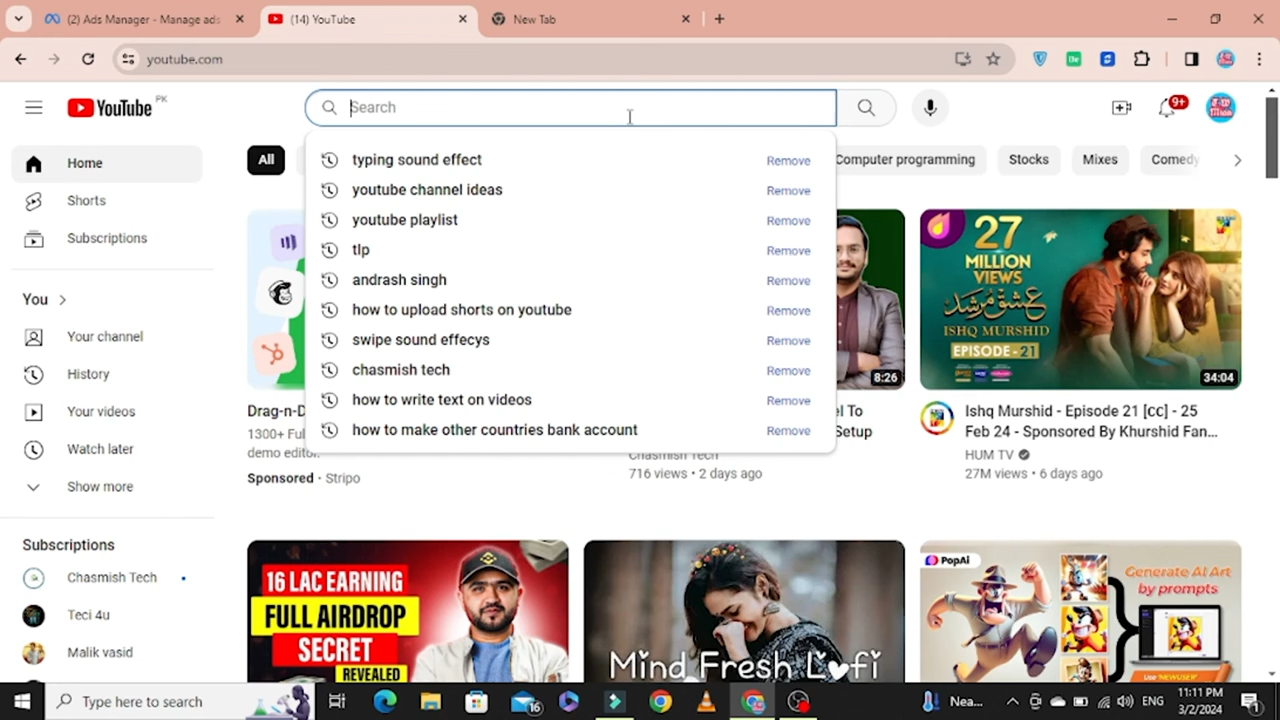 (2) Ads Manager - Manage ads
(14) YouTube
New Tab
youtube.com
YouTube PK
Search
9+
typing sound effect Remove
youtube channel ideas Remove
youtube playlist Remove
tlp Remove
andrash singh Remove
how to upload shorts on youtube Remove
swipe sound effecys Remove
chasmish tech Remove
how to write text on videos Remove
how to make other countries bank account Remove
All
Computer programming
Stocks
Mixes
Comedy
Home
Shorts
Subscriptions
You
Your channel
History
Your videos
Watch later
Show more
Subscriptions
Chasmish Tech
Teci 4u
Malik vasid
Drag-n-D
1300+ Ful
demo editor.
Sponsored · Stripo
8:26
el To
Setup
Chasmish Tech
716 views • 2 days ago
27
MILLION
VIEWS
عشق مرشد
ISHQ MURSHID
EPISODE - 21
34:04
Ishq Murshid - Episode 21 [cc] - 25
Feb 24 - Sponsored By Khurshid Fan...
HUM TV
27M views • 6 days ago
16 LAC EARNING
FULL AIRDROP
SECRET
REVEALED
Mind Fresh Lofi
PopAi
Generate AI Art
by prompts
Use "NEWUSER"
Type here to search
16
Nea...
ENG
11:11 PM
3/2/2024
1